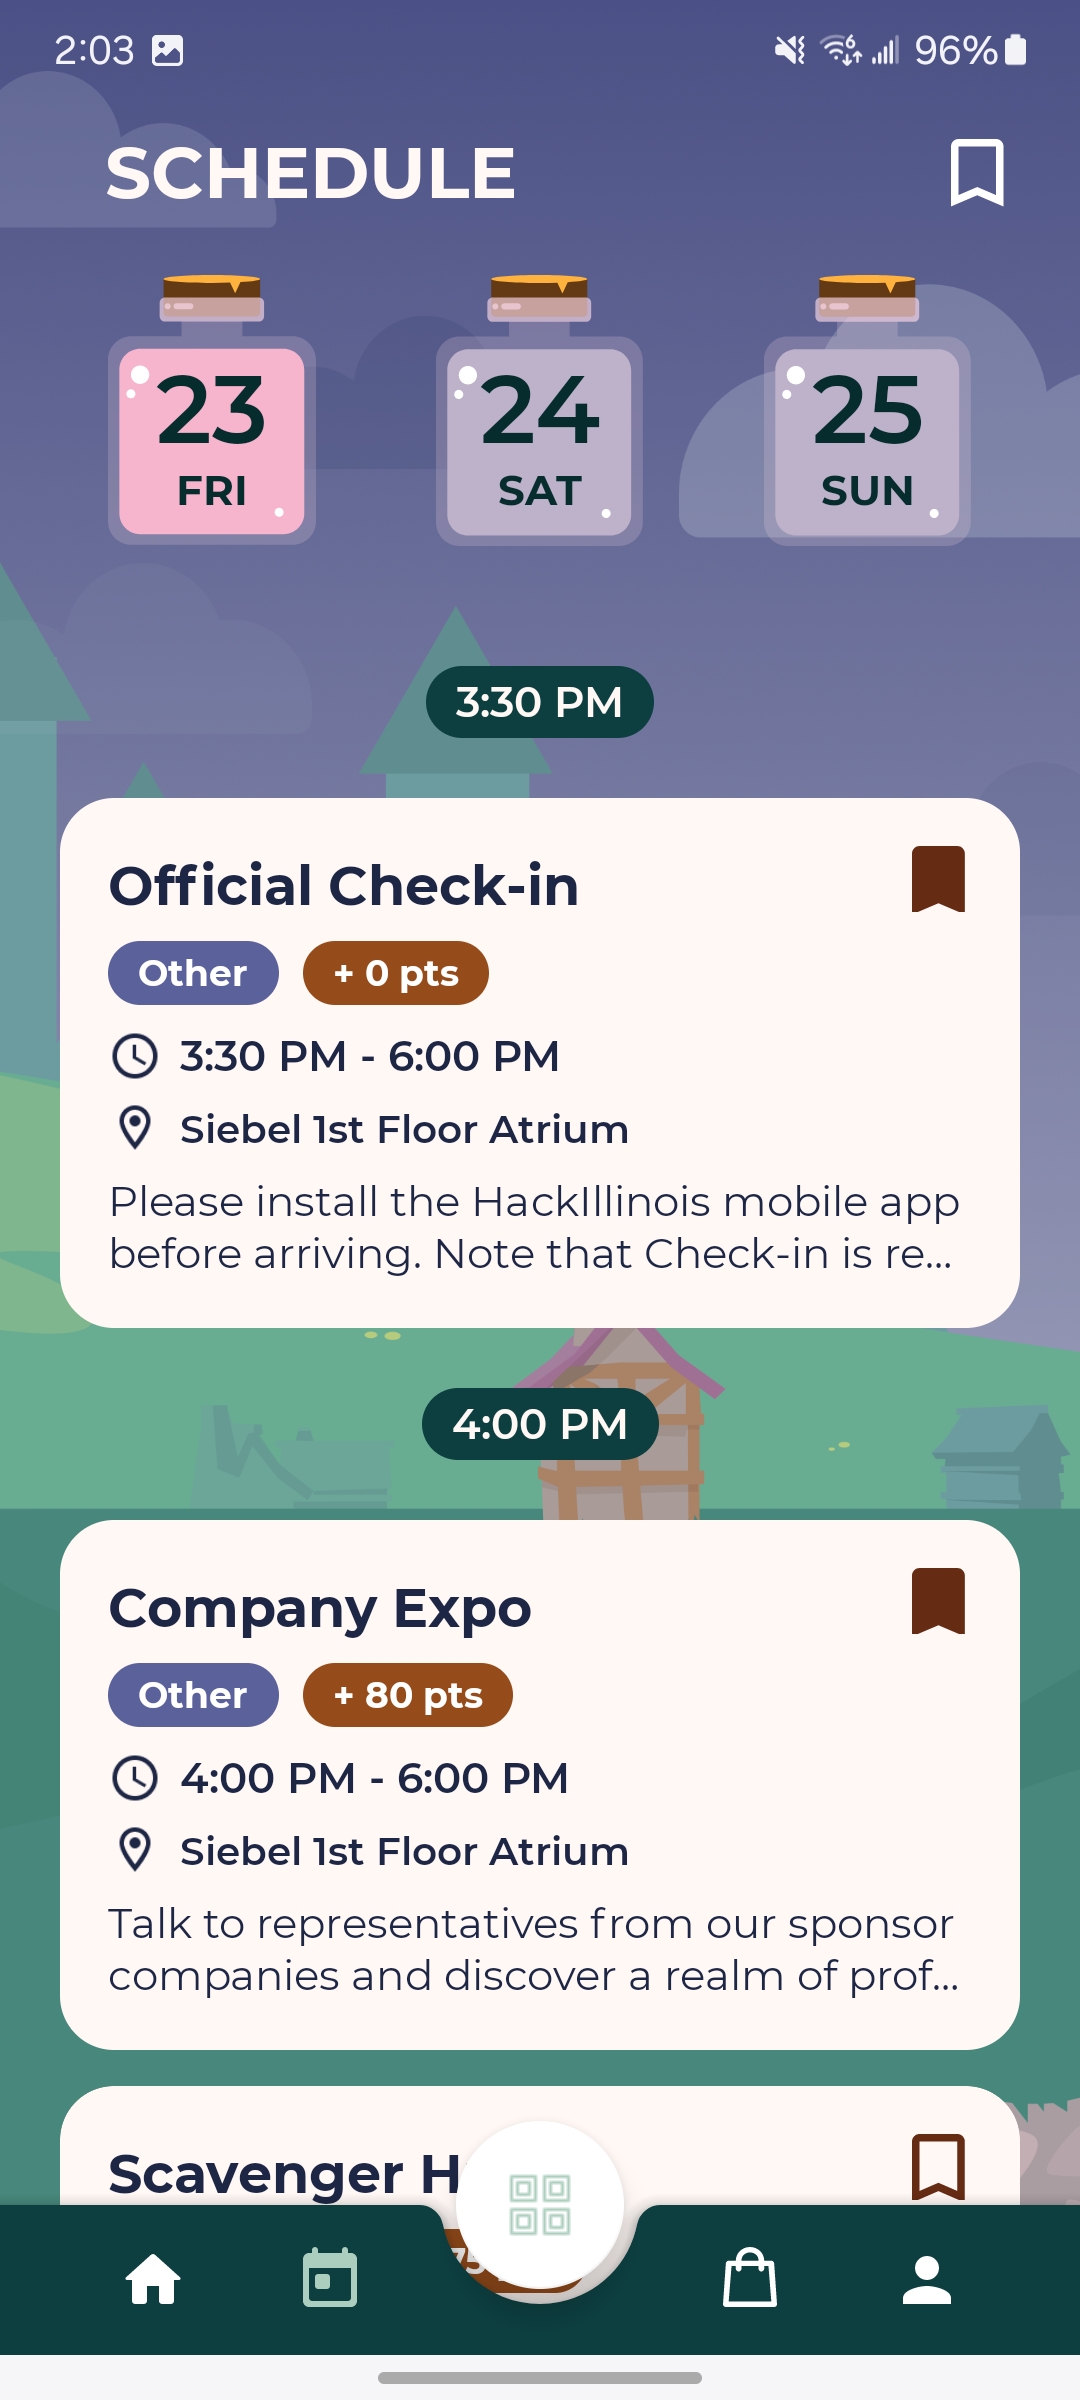 2:03
6
96%
SCHEDULE
23 24 25
FRI SAT SUN
3:30 PM
Official Check-in
Other + 0 pts
3:30 PM - 6:00 PM
Siebel 1st Floor Atrium
Please install the HackIllinois mobile app
before arriving. Note that Check-in is re...
4:00 PM
Company Expo
Other + 80 pts
4:00 PM - 6:00 PM
Siebel 1st Floor Atrium
Talk to representatives from our sponsor
companies and discover a realm of prof...
Scavenger